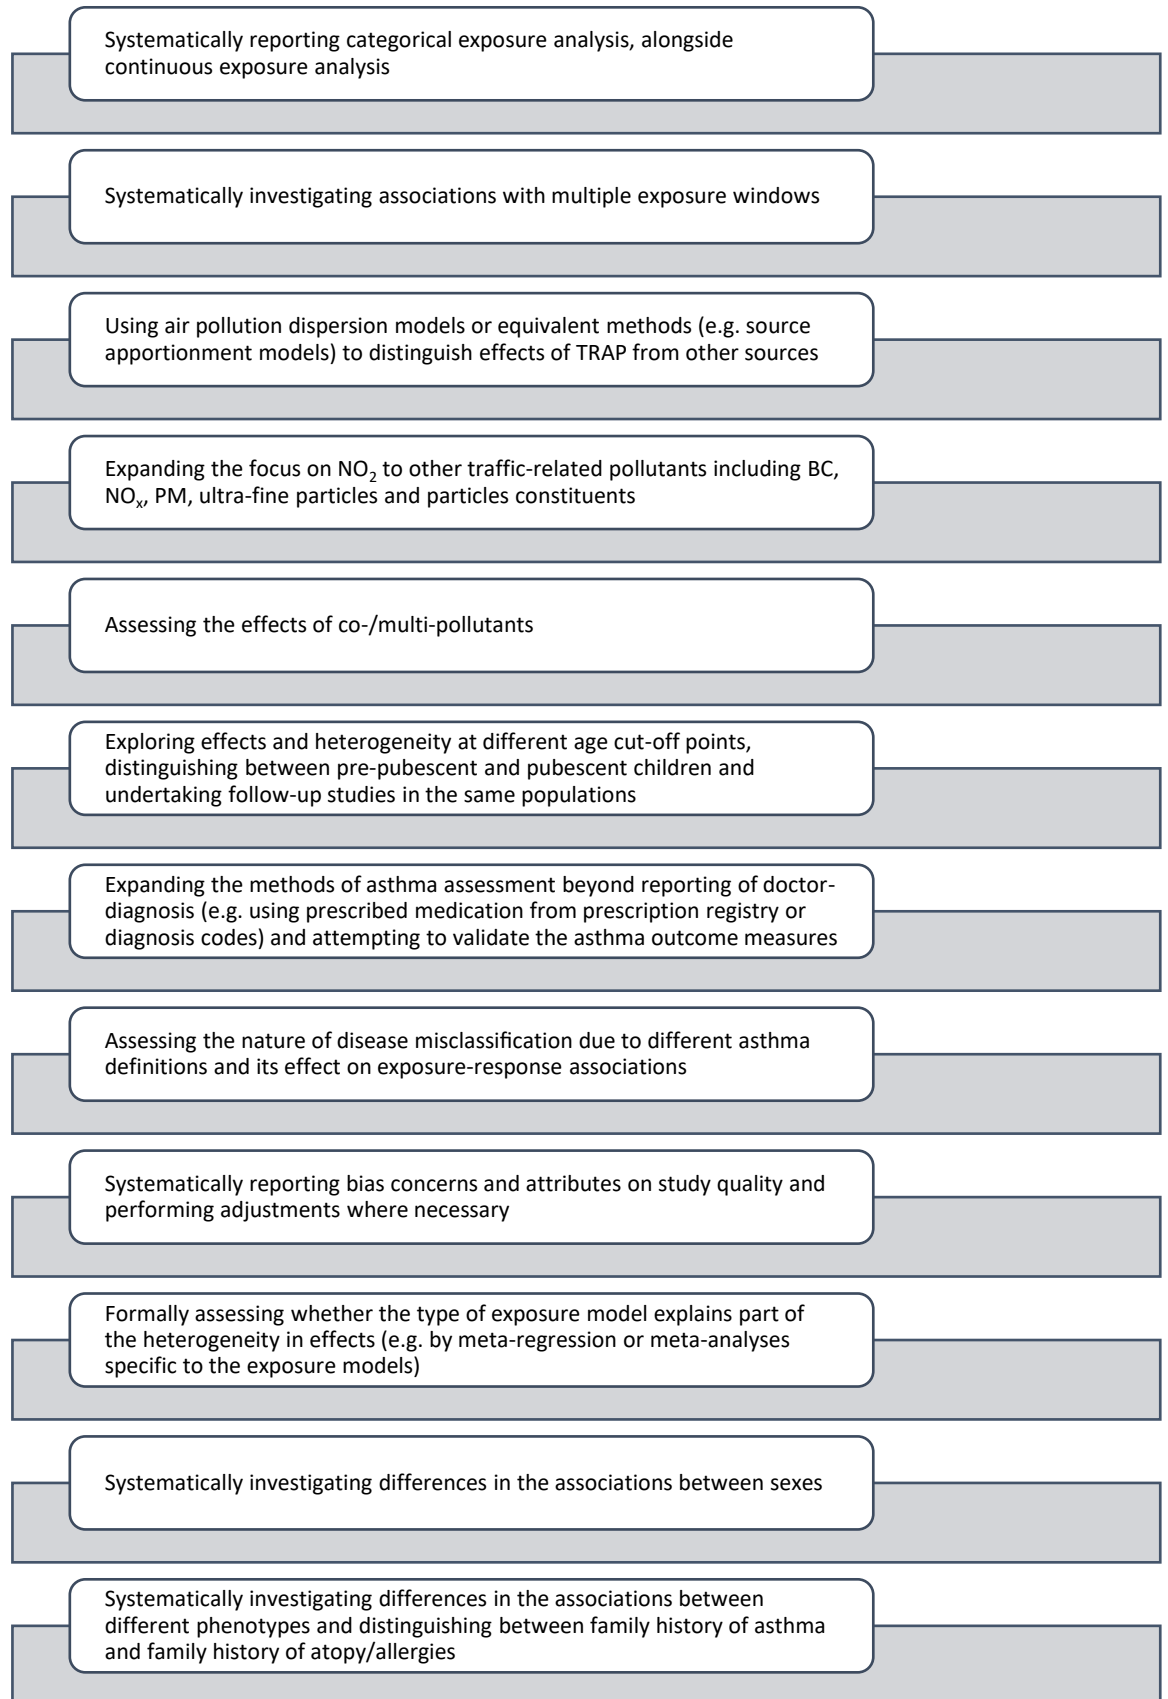 Systematically reporting categorical exposure analysis, alongside
continuous exposure analysis
Systematically investigating associations with multiple exposure windows
Using air pollution dispersion models or equivalent methods (e.g. source
apportionment models) to distinguish effects of TRAP from other sources
Expanding the focus on NO₂ to other traffic-related pollutants including BC,
NOₓ, PM, ultra-fine particles and particles constituents
Assessing the effects of co-/multi-pollutants
Exploring effects and heterogeneity at different age cut-off points,
distinguishing between pre-pubescent and pubescent children and
undertaking follow-up studies in the same populations
Expanding the methods of asthma assessment beyond reporting of doctor-
diagnosis (e.g. using prescribed medication from prescription registry or
diagnosis codes) and attempting to validate the asthma outcome measures
Assessing the nature of disease misclassification due to different asthma
definitions and its effect on exposure-response associations
Systematically reporting bias concerns and attributes on study quality and
performing adjustments where necessary
Formally assessing whether the type of exposure model explains part of
the heterogeneity in effects (e.g. by meta-regression or meta-analyses
specific to the exposure models)
Systematically investigating differences in the associations between sexes
Systematically investigating differences in the associations between
different phenotypes and distinguishing between family history of asthma
and family history of atopy/allergies